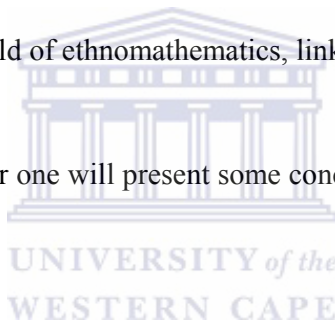 ld of ethnomathematics, link
r one will present some conc
UNIVERSITY of the
WESTERN CAPE